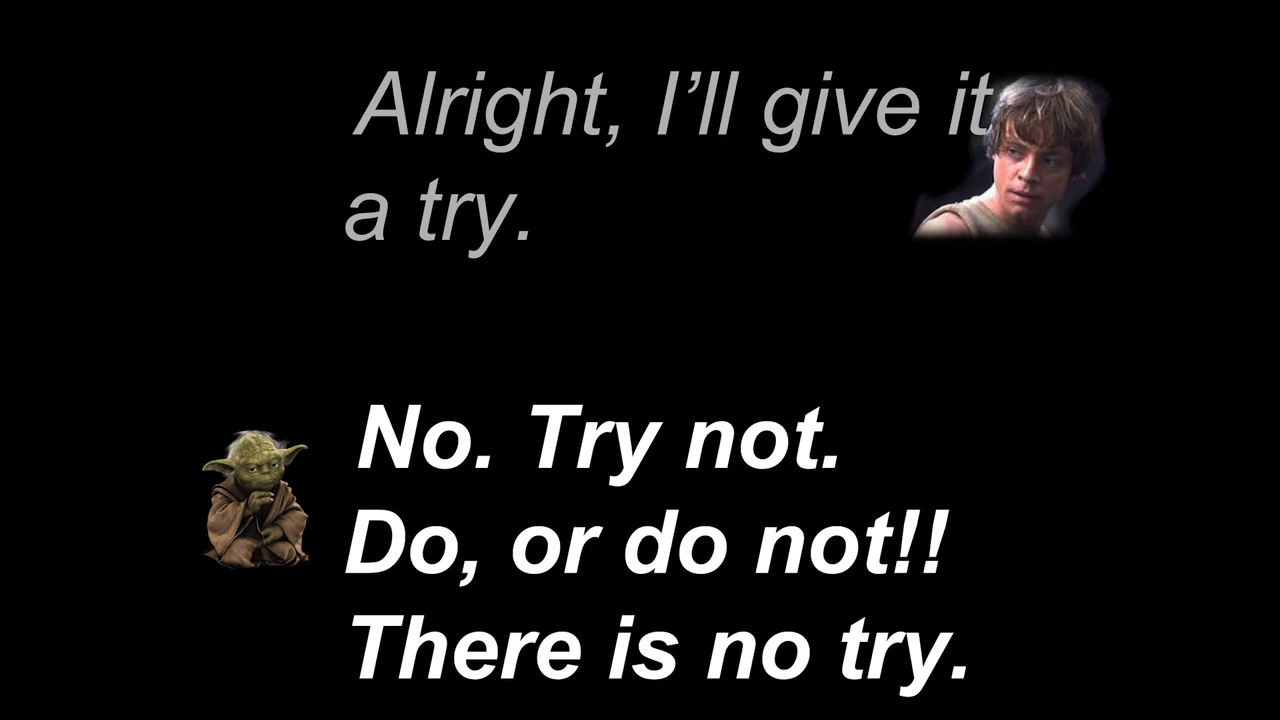 Alright, I’ll give it
a try.
No. Try not.
Do, or do not!!
There is no try.